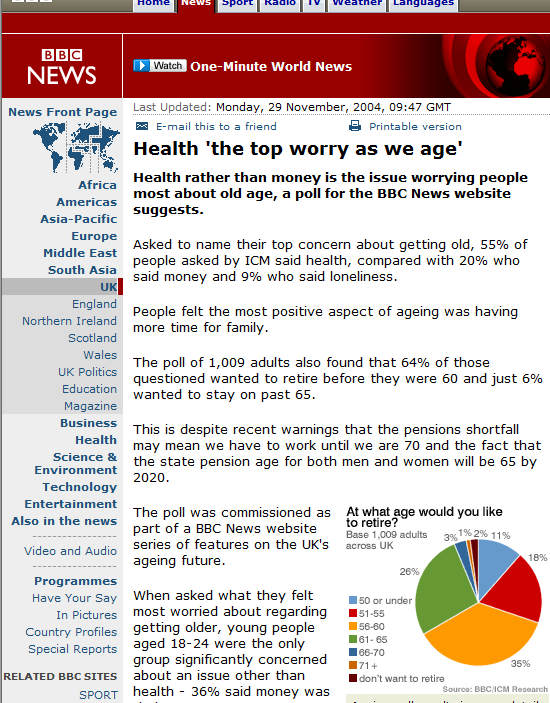 Home News Sport Radio TV Weather Languages
BBC
NEWS
Watch One-Minute World News
News Front Page
Africa
Americas
Asia-Pacific
Europe
Middle East
South Asia
UK
England
Northern Ireland
Scotland
Wales
UK Politics
Education
Magazine
Business
Health
Science &
Environment
Technology
Entertainment
Also in the news
Video and Audio
Programmes
Have Your Say
In Pictures
Country Profiles
Special Reports
RELATED BBC SITES
SPORT
Last Updated: Monday, 29 November, 2004, 09:47 GMT
E-mail this to a friend Printable version
Health 'the top worry as we age'
Health rather than money is the issue worrying people
most about old age, a poll for the BBC News website
suggests.
Asked to name their top concern about getting old, 55% of
people asked by ICM said health, compared with 20% who
said money and 9% who said loneliness.
People felt the most positive aspect of ageing was having
more time for family.
The poll of 1,009 adults also found that 64% of those
questioned wanted to retire before they were 60 and just 6%
wanted to stay on past 65.
This is despite recent warnings that the pensions shortfall
may mean we have to work until we are 70 and the fact that
the state pension age for both men and women will be 65 by
2020.
The poll was commissioned as
part of a BBC News website
series of features on the UK's
ageing future.
When asked what they felt
most worried about regarding
getting older, young people
aged 18-24 were the only
group significantly concerned
about an issue other than
health - 36% said money was
At what age would you like
to retire?
Base 1,009 adults
across UK
3% 1% 2% 11%
18%
26%
35%
50 or under
51-55
56-60
61- 65
66-70
71+
don't want to retire
Source: BBC/ICM Research